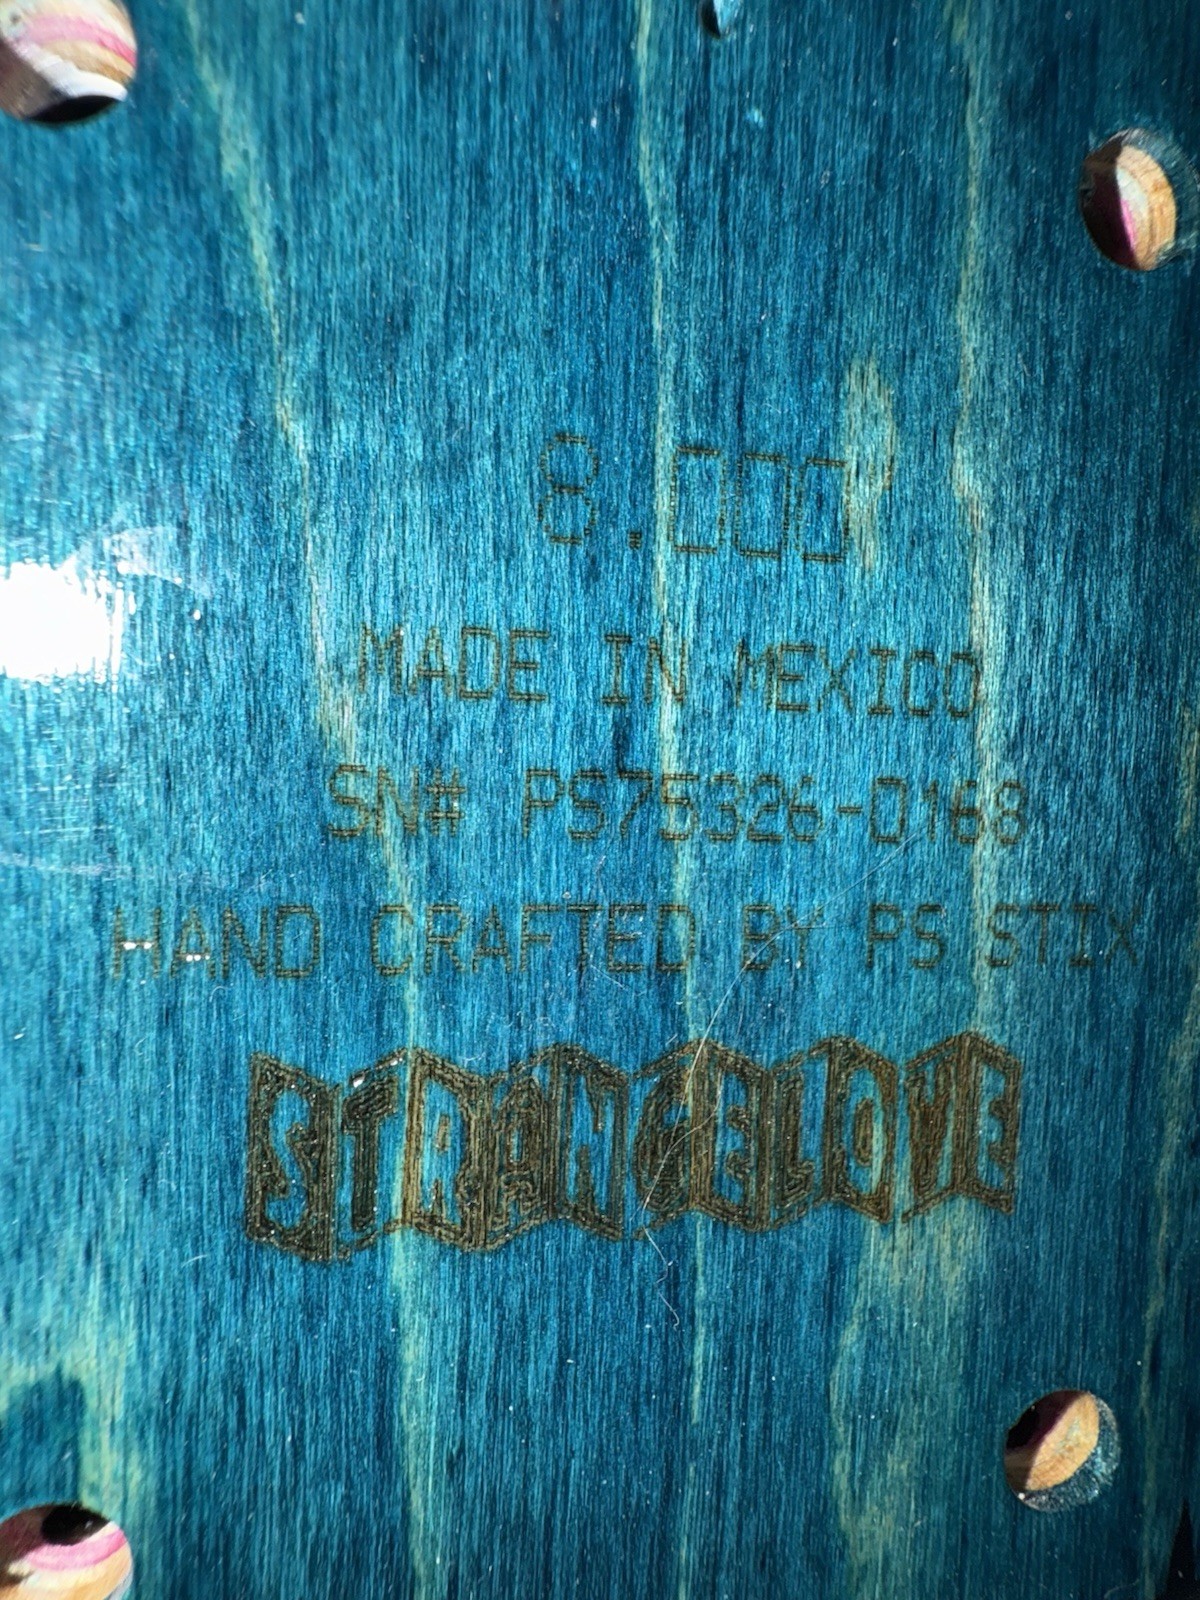 8.000
MADE IN MEXICO
SN# PS75326-0168
HAND CRAFTED BY PS STIX
STRANGELOVE